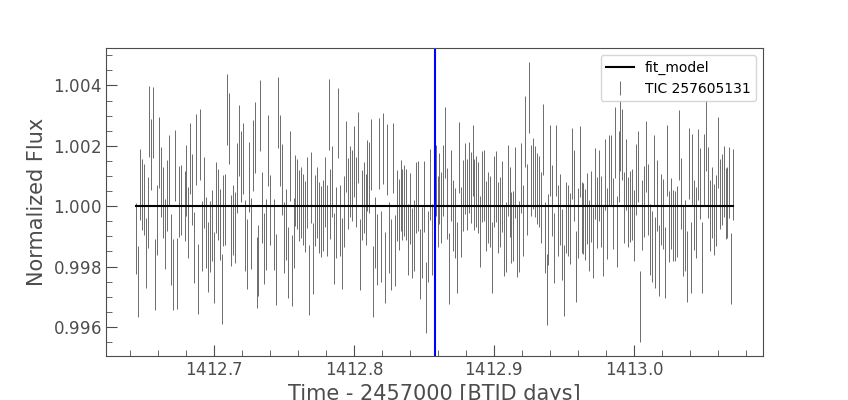 fit_model
TIC 257605131
1.004
1.002
1.000
0.998
0.996
Normalized Flux
1412.7 1412.8 1412.9 1413.0
Time - 2457000 [BTJD days]